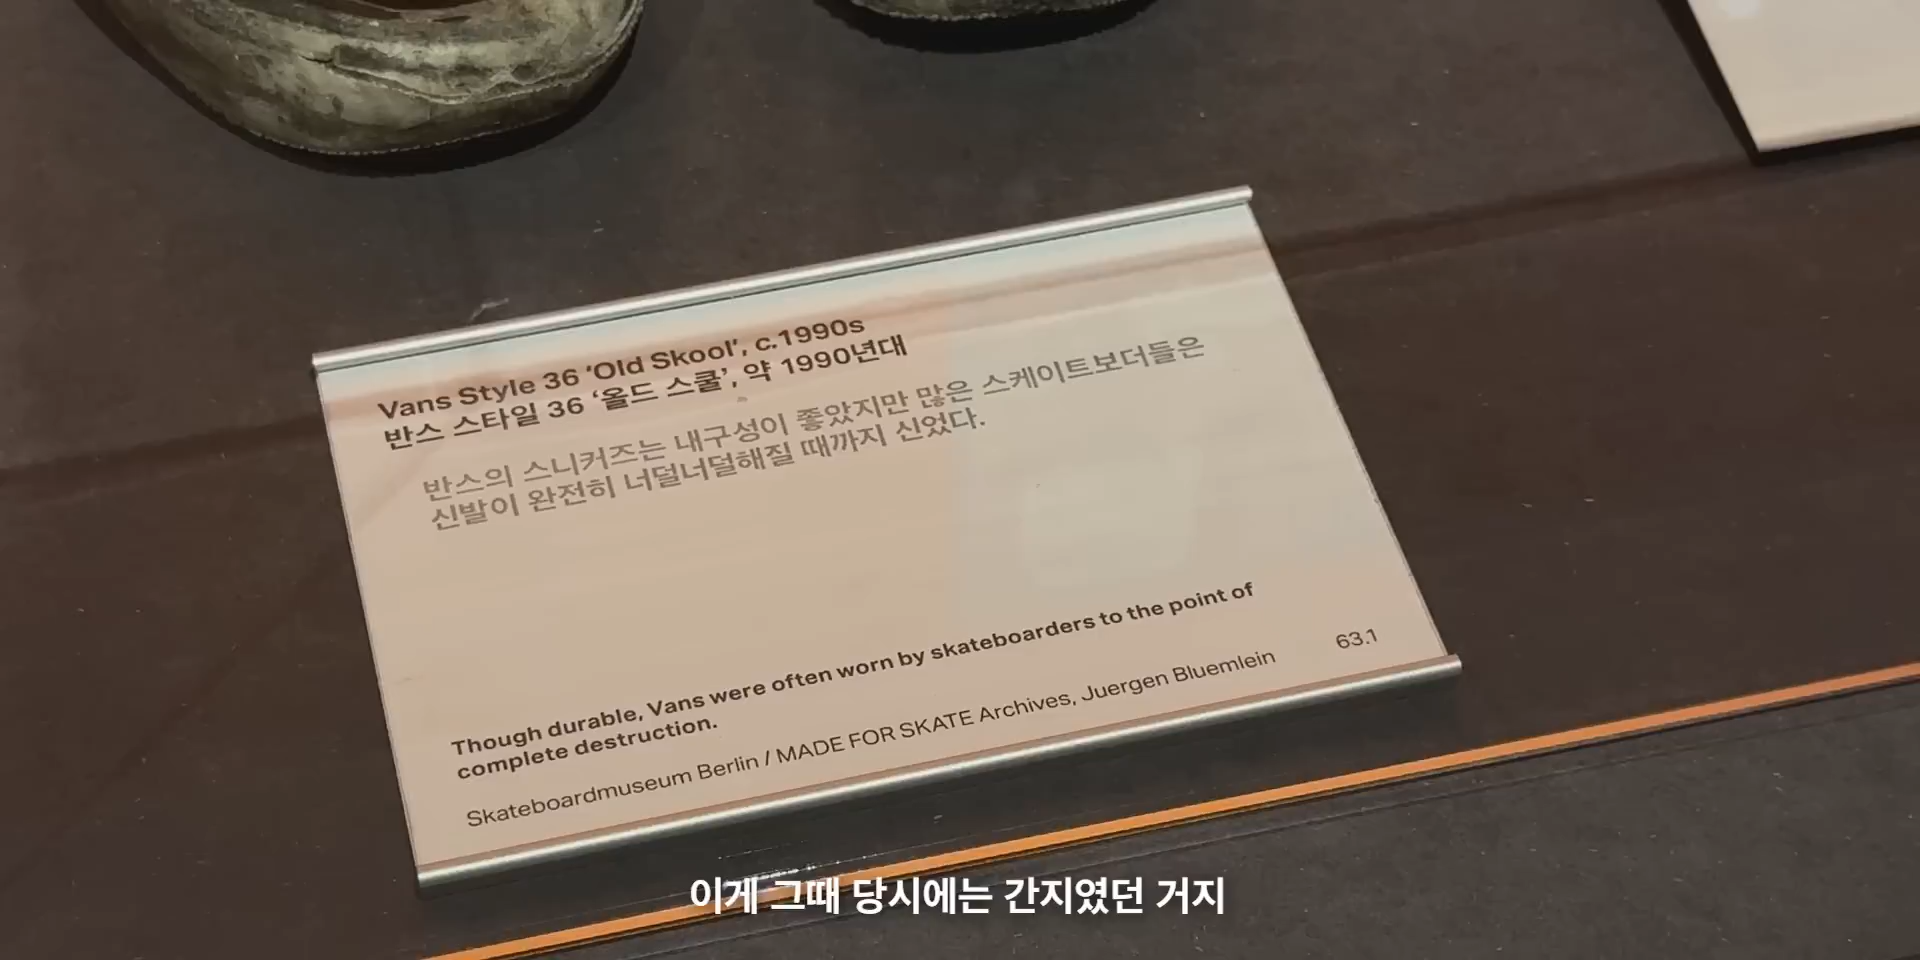 Vans Style 36 ‘Old Skool’, c.1990s
반스 스타일 36 ‘올드 스쿨’, 약 1990년대
반스의 스니커즈는 내구성이 좋았지만 많은 스케이트보더들은
신발이 완전히 너덜너덜해질 때까지 신었다.
Though durable, Vans were often worn by skateboarders to the point of
complete destruction.
Skateboardmuseum Berlin / MADE FOR SKATE Archives, Juergen Bluemlein
63.1
이게 그때 당시에는 간지였던 거지